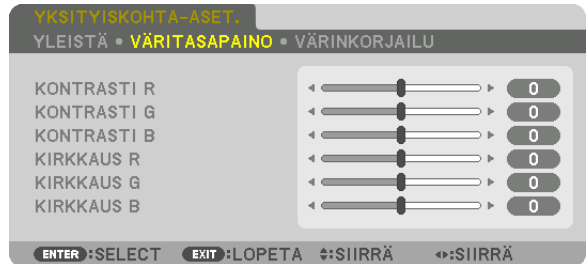 YKSITYISKOHTA-ASET.
YLEISTÄ • VÄRITASAPAINO • VÄRINKORJAILU
KONTRASTI R 0
KONTRASTI G 0
KONTRASTI B 0
KIRKKAUS R 0
KIRKKAUS G 0
KIRKKAUS B 0
ENTER :SELECT EXIT :LOPETA :SIIRRÄ :SIIRRÄ